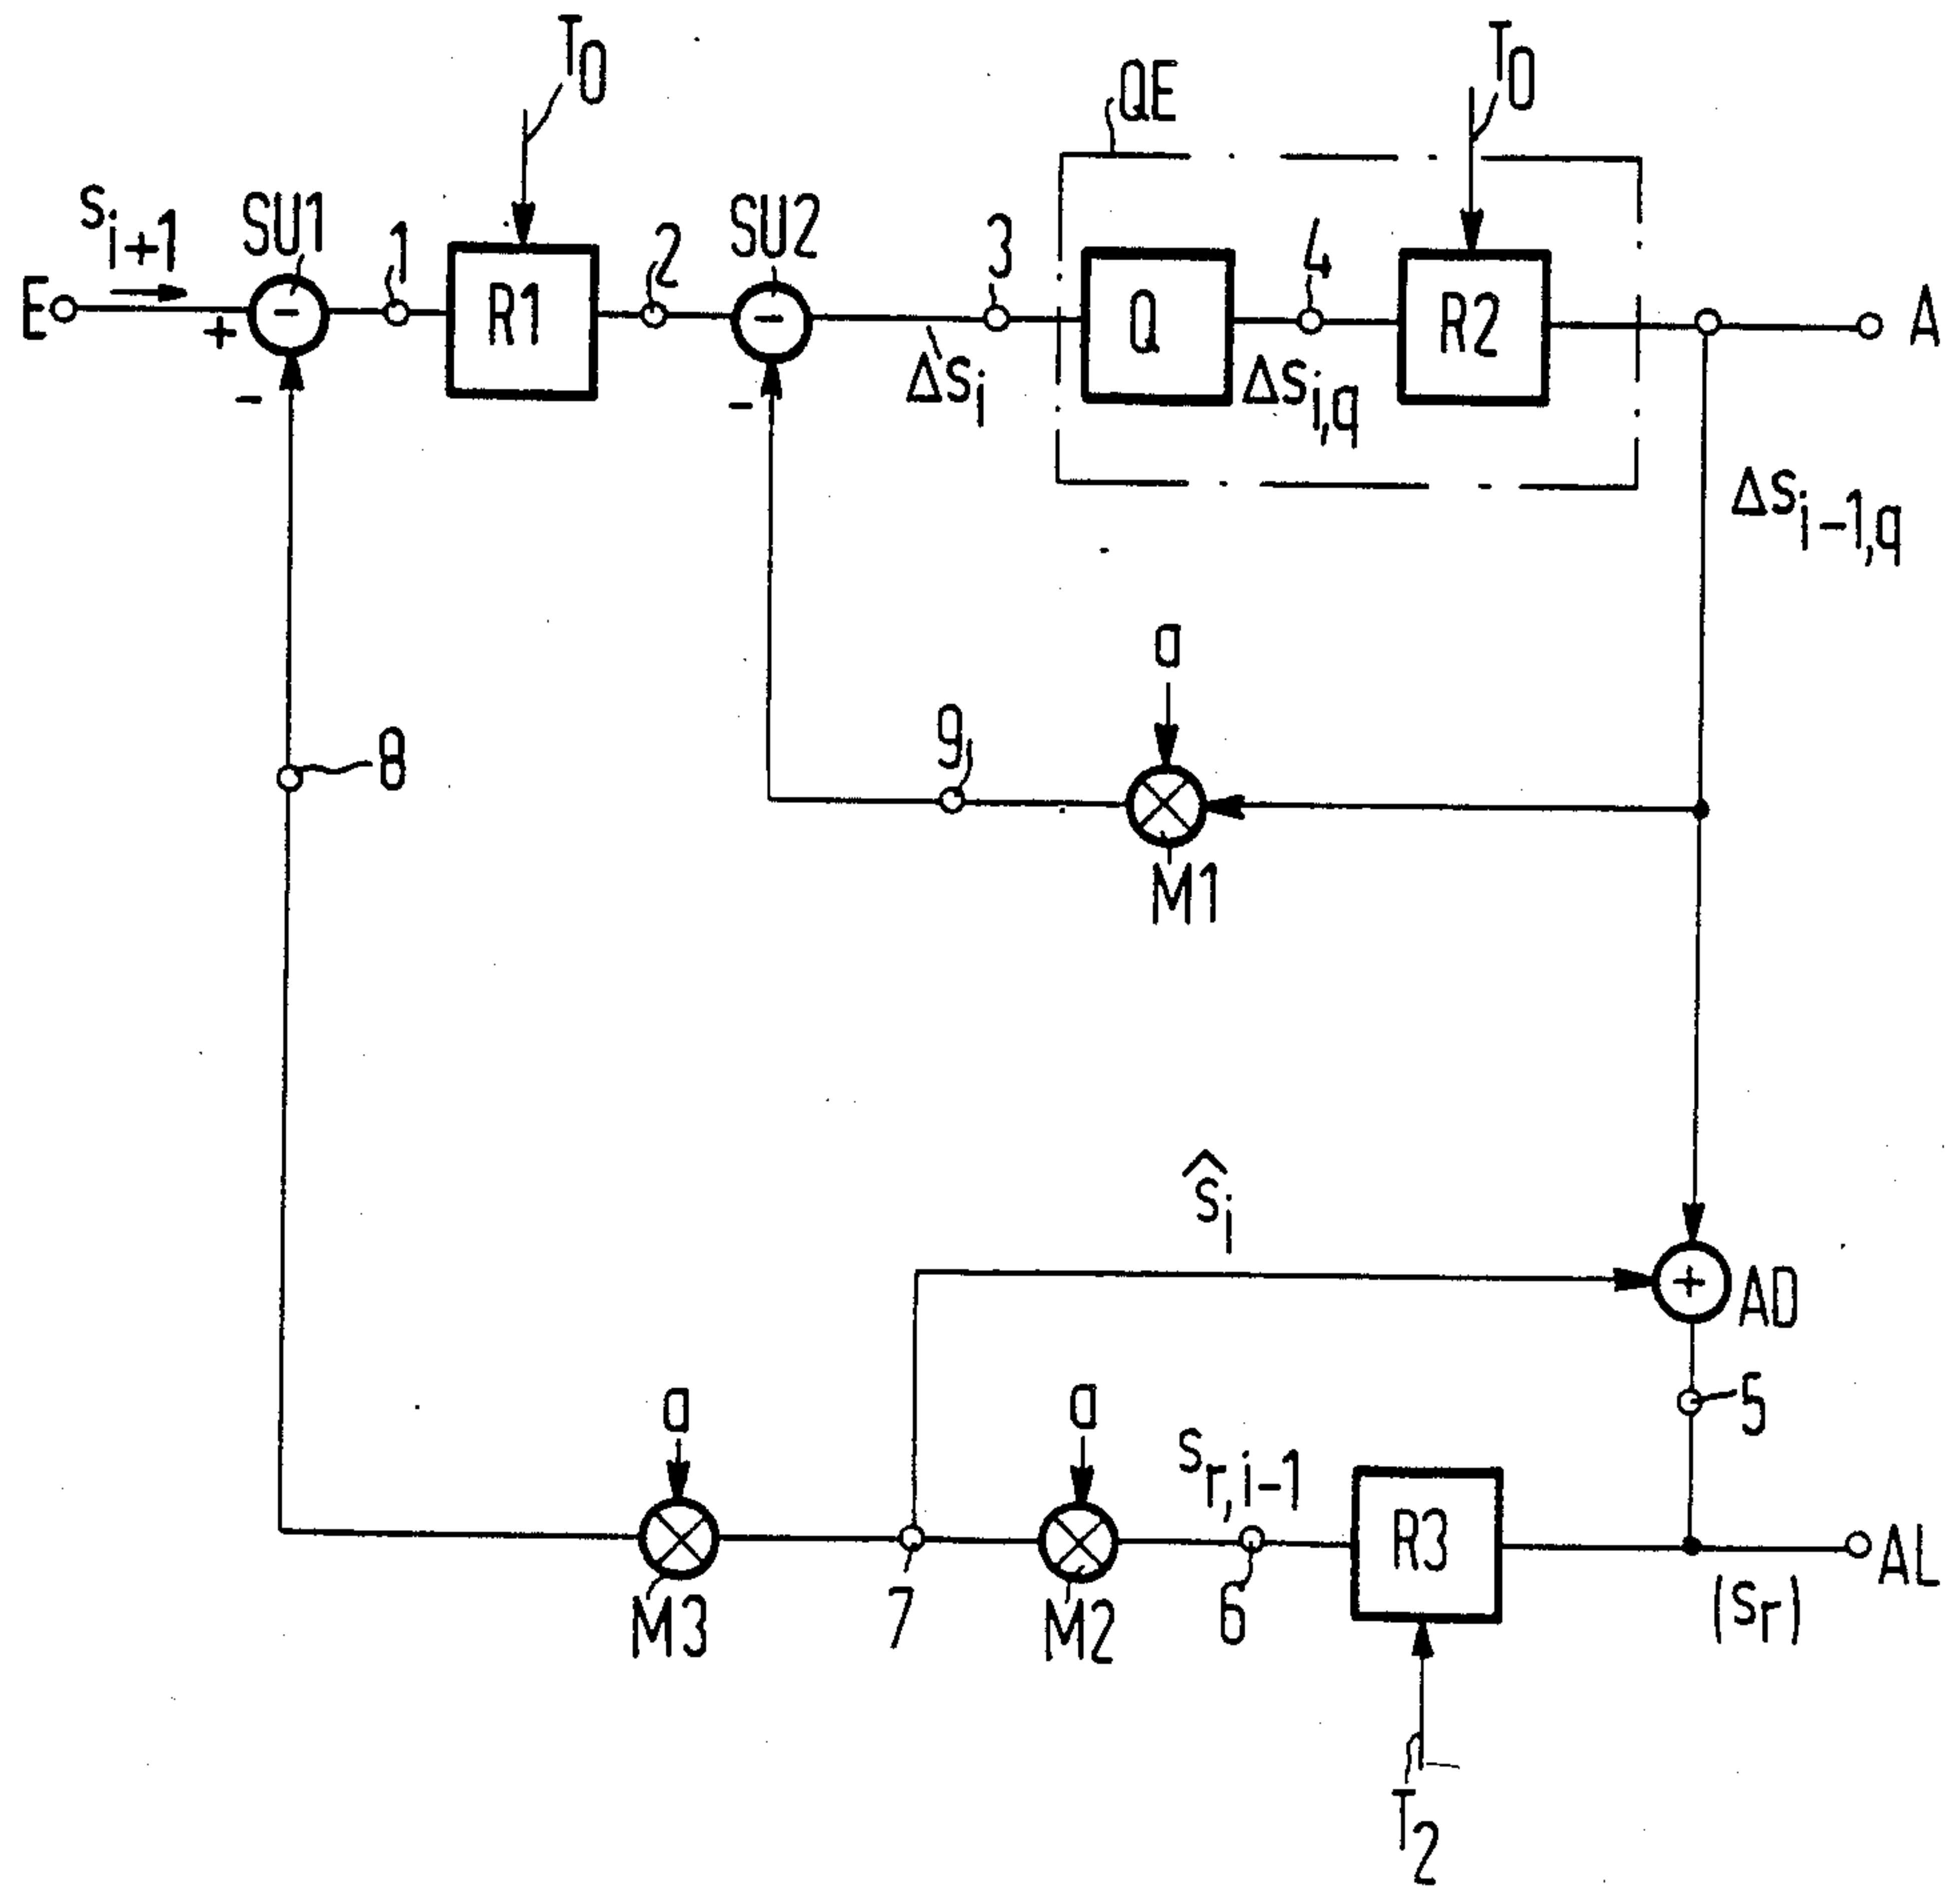 T0
T0
QE
si+1
SU1
1
2
SU2
3
4
E
+
-
R1
-
Q
R2
A
-
-
Δsi
Δsi,q
Δsi-1,q
a
9
8
M1
ŝi
+
AD
a
a
sr,i-1
5
R3
AL
M3
7
M2
6
(sr)
T2